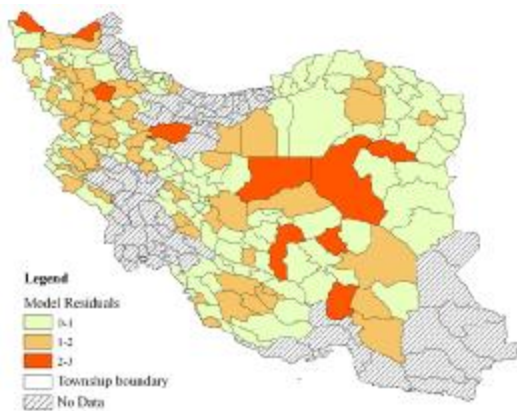 Legend
Model Residuals
0-1
1-2
2-3
Township boundary
No Data